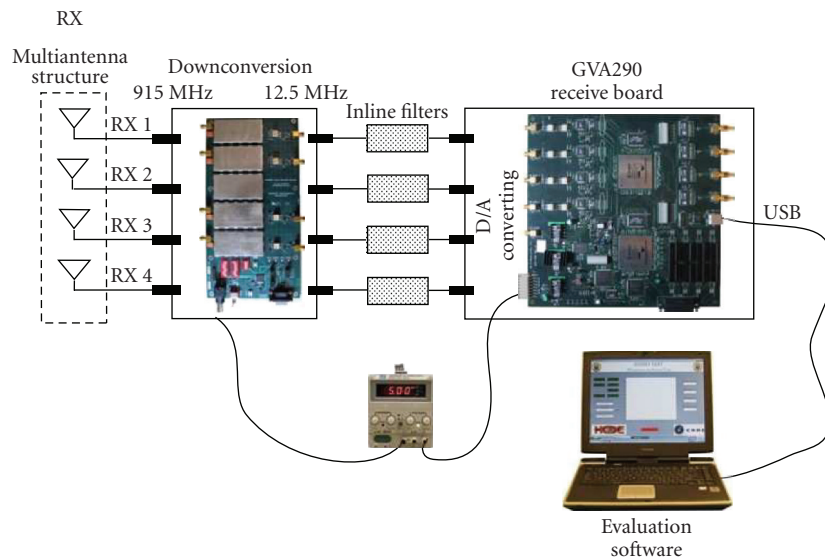 RX
Multiantenna
structure
Downconversion
915 MHz
12.5 MHz
Inline filters
GVA290
receive board
RX 1
RX 2
RX 3
RX 4
D/A
converting
USB
5.00
Evaluation
software